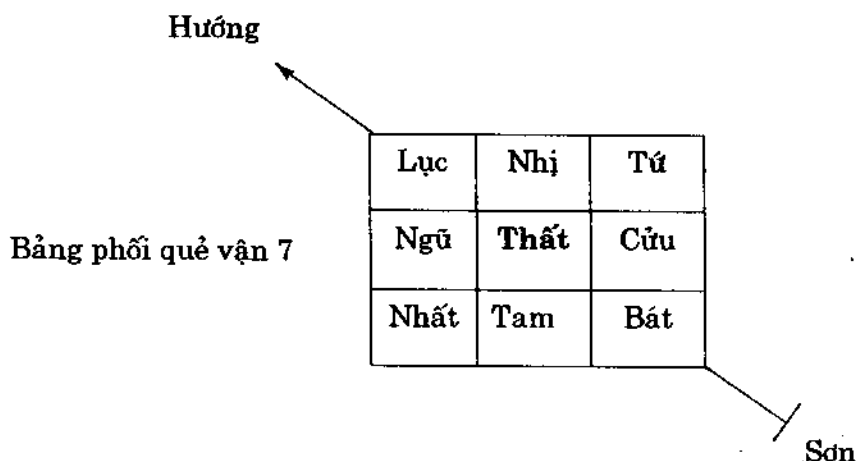 Hướng
Lục Nhị Tứ
Bảng phối quẻ vận 7
Ngũ Thất Cửu
Nhất Tam Bát
Sơn